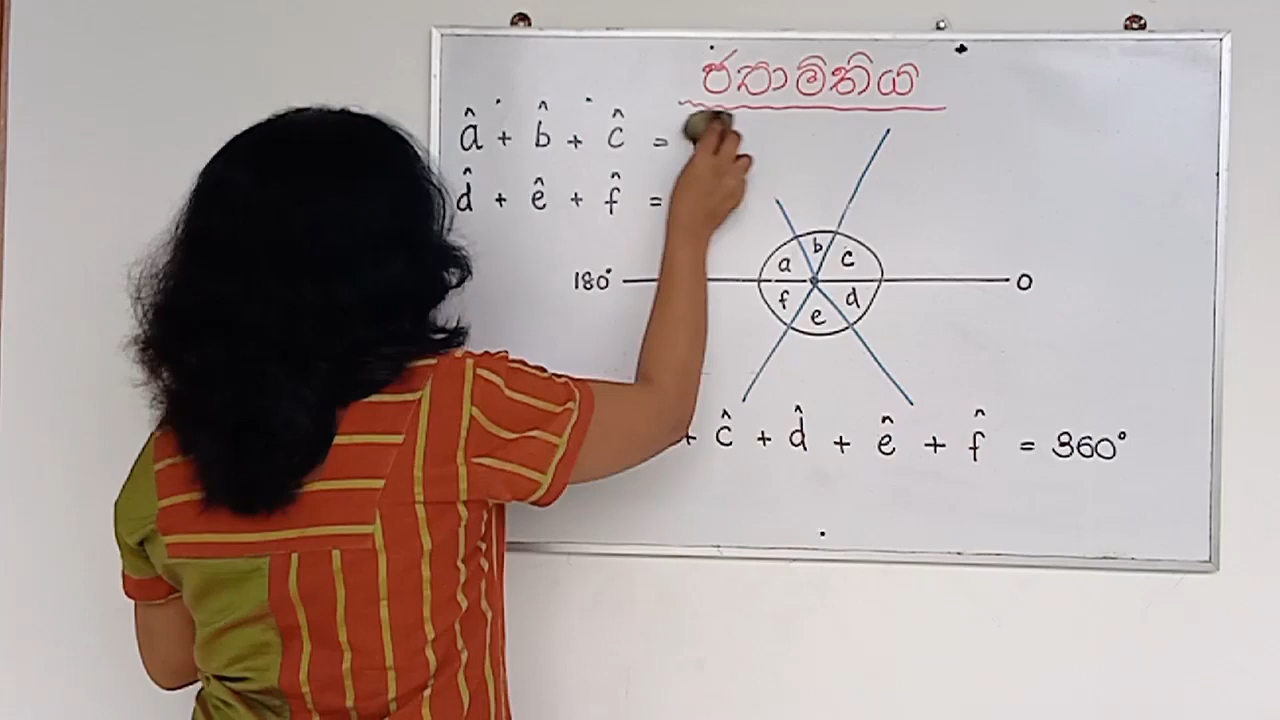 ජ්‍යාමිතිය
â + b̂ + ĉ =
d̂ + ê + f̂ =
b
a c
180° 0
f d
e
+ ĉ + d̂ + ê + f̂ = 360°